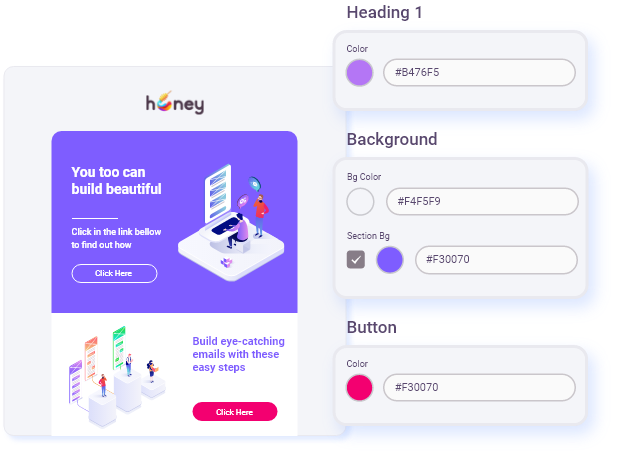 honey
You too can
build beautiful
Click in the link bellow
to find out how
Click Here
Build eye-catching
emails with these
easy steps
Click Here
Heading 1
Color
#B476F5
Background
Bg Color
#F4F5F9
Section Bg
#F30070
Button
Color
#F30070